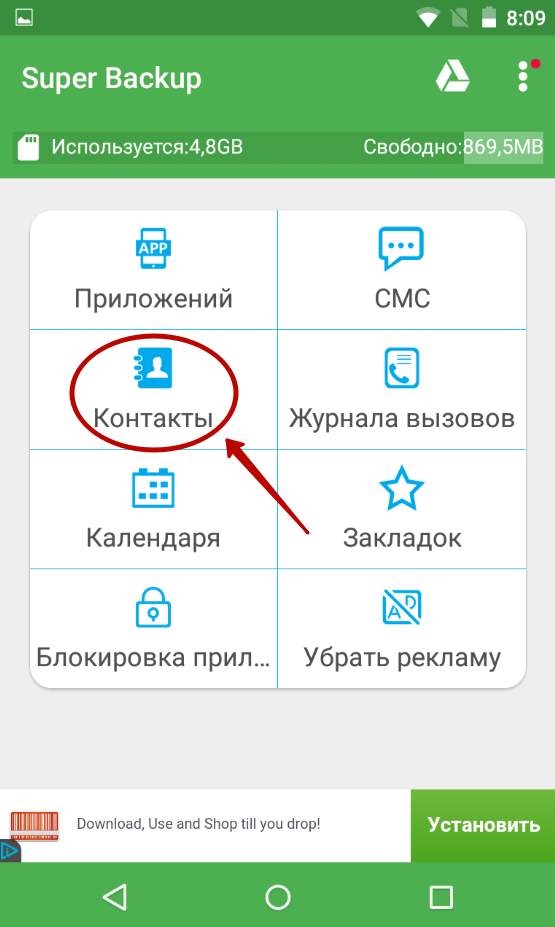 8:09
Super Backup
Используется:4,8GB
Свободно:869,5MB
APP
Приложений
СМС
Контакты
Журнала вызовов
Календаря
Закладок
AD
Блокировка прил...
Убрать рекламу
Download, Use and Shop till you drop!
Установить